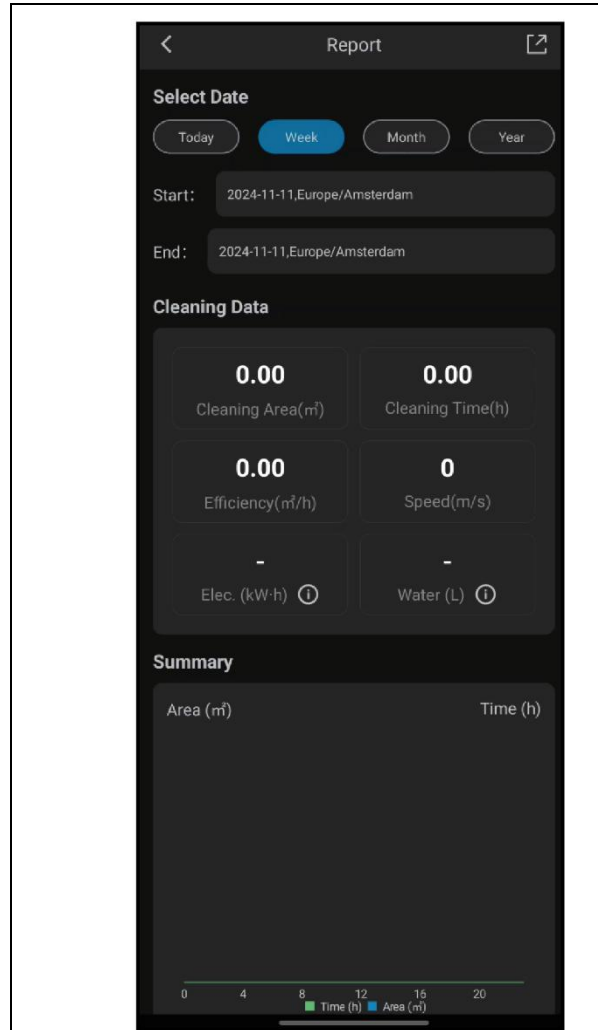 Report
Select Date
Today Week Month Year
Start: 2024-11-11,Europe/Amsterdam
End: 2024-11-11,Europe/Amsterdam
Cleaning Data
0.00 0.00
Cleaning Area(㎡) Cleaning Time(h)
0.00 0
Efficiency(㎡/h) Speed(m/s)
- -
Elec. (kW·h) Water (L)
Summary
Area (㎡) Time (h)
0 4 8 12 16 20
Time (h) Area (㎡)